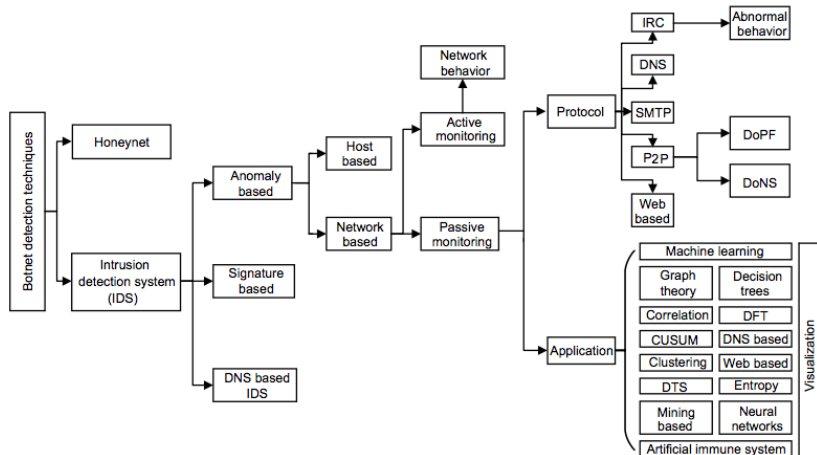 Botnet detection techniques
Honeynet
Intrusion
detection system
(IDS)
Anomaly
based
Signature
based
DNS based
IDS
Host
based
Network
based
Network
behavior
Active
monitoring
Passive
monitoring
Protocol
IRC
Abnormal
behavior
DNS
SMTP
P2P
DoPF
DoNS
Web
based
Application
Machine learning
Graph
theory
Decision
trees
Correlation
DFT
CUSUM
DNS based
Clustering
Web based
DTS
Entropy
Mining
based
Neural
networks
Artificial immune system
Visualization